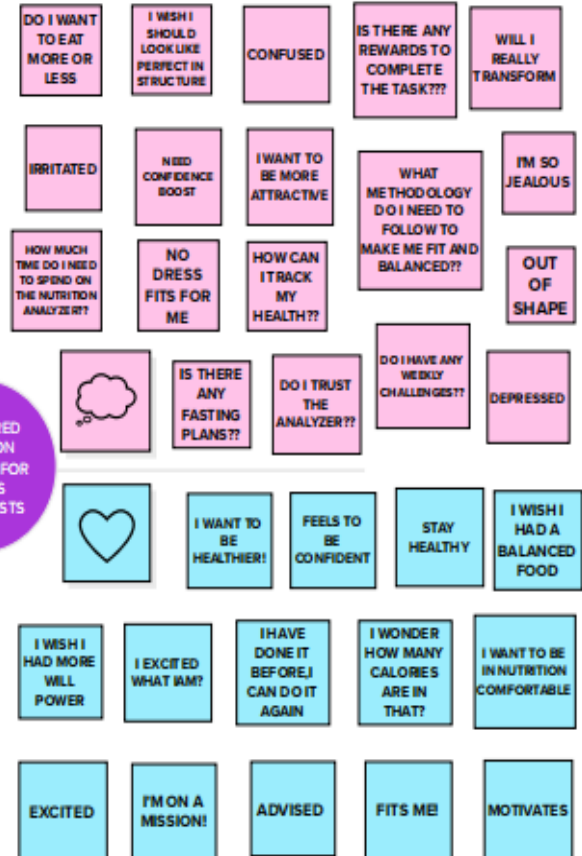 DO I WANT
TO EAT
MORE OR
LESS
I WISH I
SHOULD
LOOK LIKE
PERFECT IN
STRUCTURE
CONFUSED
IS THERE ANY
REWARDS TO
COMPLETE
THE TASK???
WILL I
REALLY
TRANSFORM
IRRITATED
NEED
CONFIDENCE
BOOST
I WANT TO
BE MORE
ATTRACTIVE
WHAT
METHODOLOGY
DO I NEED TO
FOLLOW TO
MAKE ME FIT AND
BALANCED??
I'M SO
JEALOUS
HOW MUCH
TIME DO I NEED
TO SPEND ON
THE NUTRITION
ANALYZER??
NO
DRESS
FITS FOR
ME
HOW CAN
I TRACK
MY
HEALTH??
OUT
OF
SHAPE
IS THERE
ANY
FASTING
PLANS??
DO I TRUST
THE
ANALYZER??
DO I HAVE ANY
WEEKLY
CHALLENGES??
DEPRESSED
ED
ON
FOR
S
STS
I WANT TO
BE
HEALTHIER!
FEELS TO
BE
CONFIDENT
STAY
HEALTHY
I WISH I
HAD A
BALANCED
FOOD
I WISH I
HAD MORE
WILL
POWER
I EXCITED
WHAT IAM?
I HAVE
DONE IT
BEFORE,I
CAN DO IT
AGAIN
I WONDER
HOW MANY
CALORIES
ARE IN
THAT?
I WANT TO BE
IN NUTRITION
COMFORTABLE
EXCITED
I'M ON A
MISSION!
ADVISED
FITS ME!
MOTIVATES